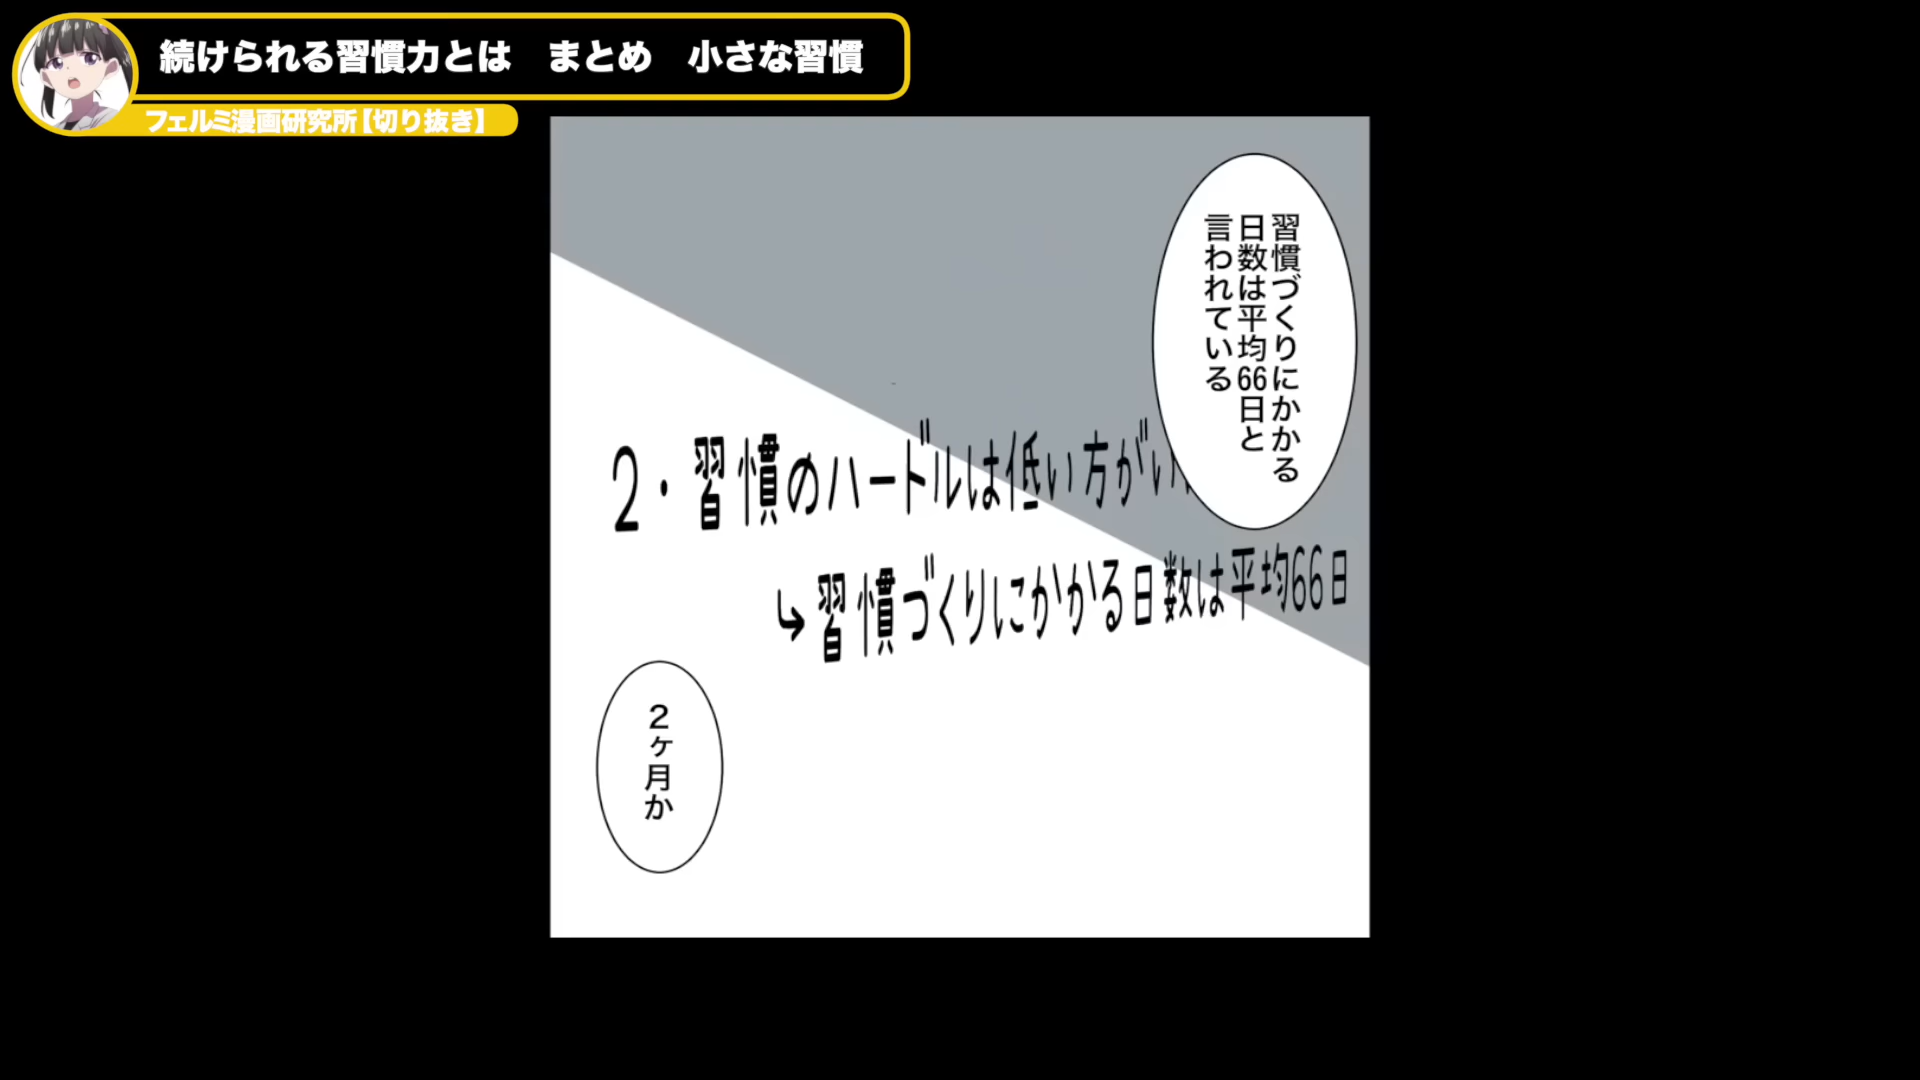 続けられる習慣力とは　まとめ　小さな習慣
フェルミ漫画研究所【切り抜き】
習慣づくりにかかる
日数は平均66日と
言われている
2・習慣のハードルは低い方がい
↳習慣づくりにかかる日数は平均66日
2ヶ月か